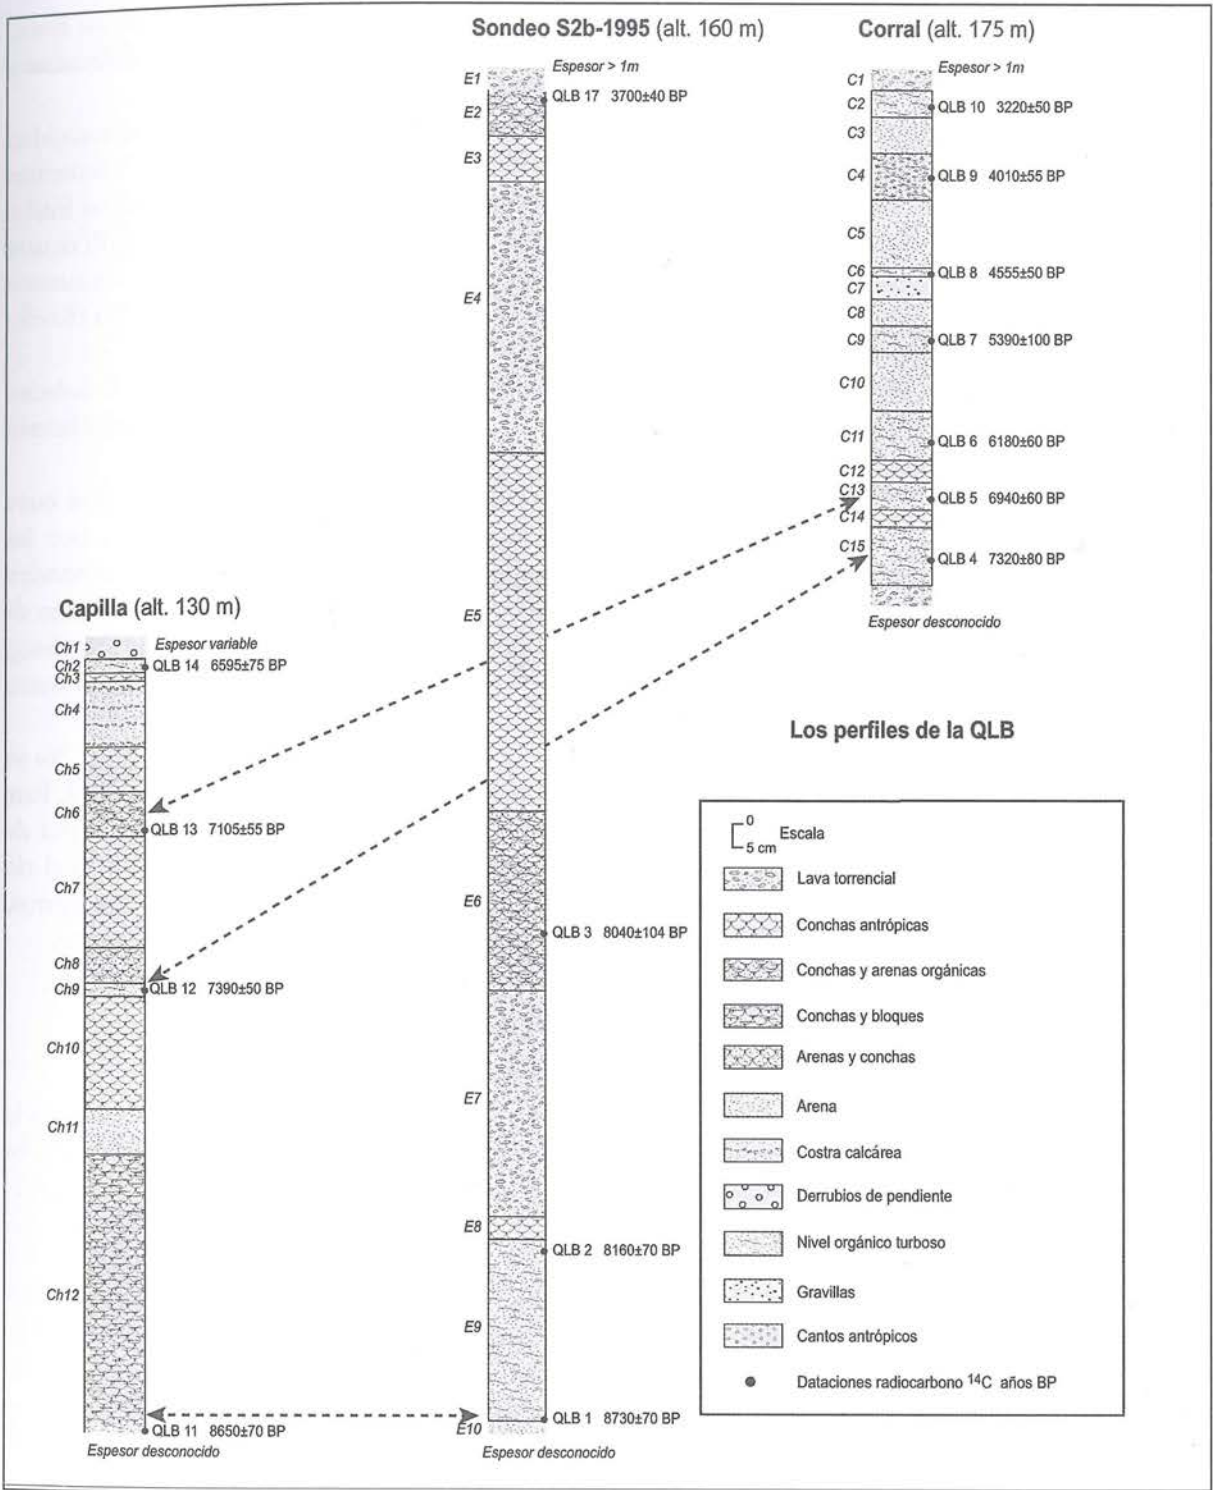 Sondeo S2b-1995 (alt. 160 m)
Espesor > 1m
E1
QLB 17 3700±40 BP
E2
E3
E4
E5
E6
QLB 3 8040±104 BP
E7
E8
QLB 2 8160±70 BP
E9
QLB 1 8730±70 BP
E10
Espesor desconocido
Corral (alt. 175 m)
Espesor > 1m
C1
C2
QLB 10 3220±50 BP
C3
C4
QLB 9 4010±55 BP
C5
C6
QLB 8 4555±50 BP
C7
C8
C9
QLB 7 5390±100 BP
C10
C11
QLB 6 6180±60 BP
C12
C13
QLB 5 6940±60 BP
C14
C15
QLB 4 7320±80 BP
Espesor desconocido
Capilla (alt. 130 m)
Ch1
Espesor variable
Ch2
QLB 14 6595±75 BP
Ch3
Ch4
Ch5
Ch6
QLB 13 7105±55 BP
Ch7
Ch8
Ch9
QLB 12 7390±50 BP
Ch10
Ch11
Ch12
QLB 11 8650±70 BP
Espesor desconocido
Los perfiles de la QLB
0
Escala
5 cm
Lava torrencial
Conchas antrópicas
Conchas y arenas orgánicas
Conchas y bloques
Arenas y conchas
Arena
Costra calcárea
Derrubios de pendiente
Nivel orgánico turboso
Gravillas
Cantos antrópicos
Dataciones radiocarbono ¹⁴C años BP